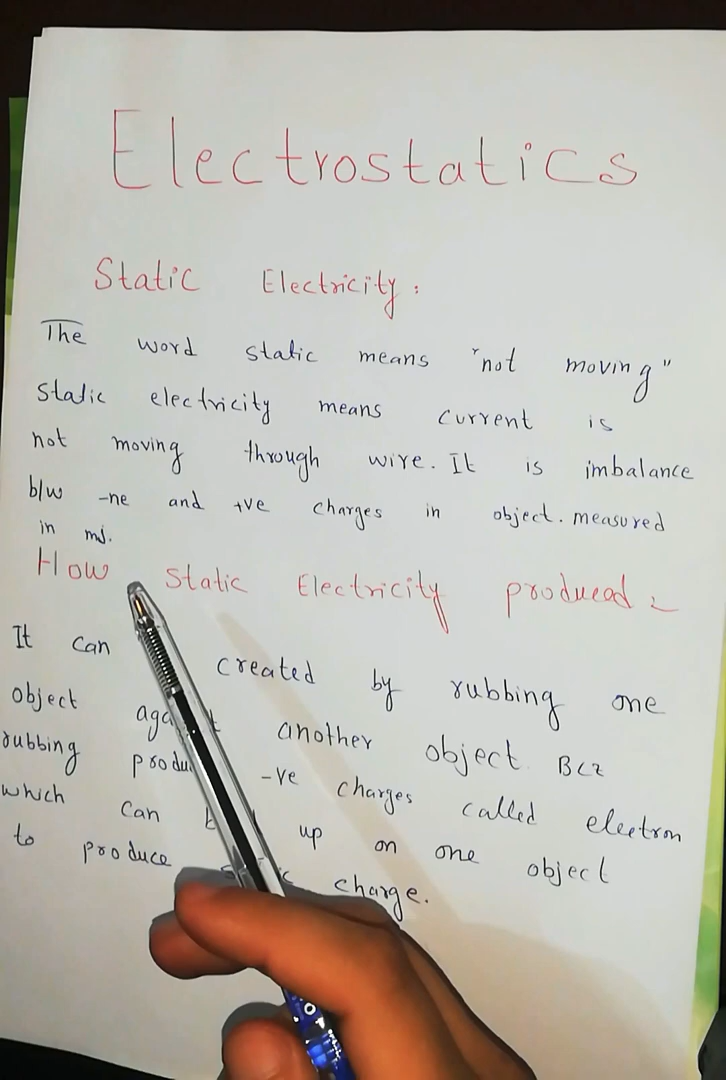 Electrostatics
Static Electricity:
The word static means "not moving"
static electricity means current is
not moving through wire. It is imbalance
b/w -ne and +ve charges in object. measured
in mj.
How Static Electricity produced
It can created by rubbing one
object another object. Bcz
rubbing -ve charges called electron
which can up on one object
to produce charge.